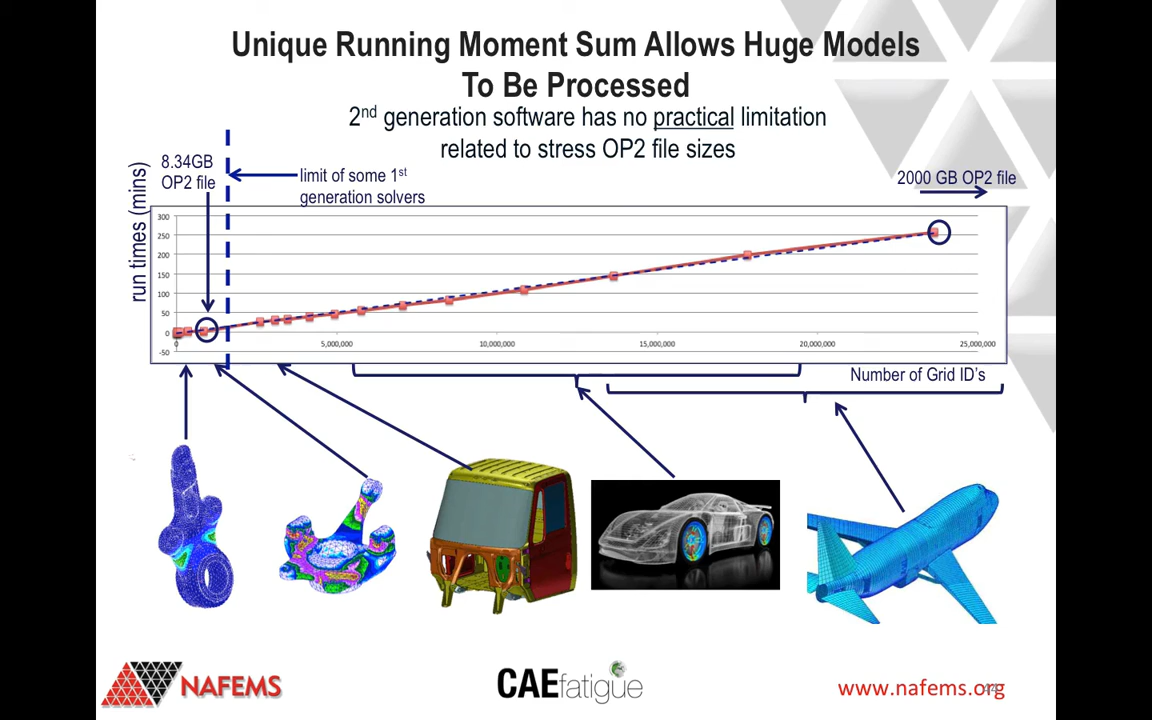 Unique Running Moment Sum Allows Huge Models
To Be Processed
2nd generation software has no practical limitation
related to stress OP2 file sizes
8.34GB
OP2 file
limit of some 1st
generation solvers
2000 GB OP2 file
run times (mins)
300
250
200
150
100
50
0
-50
0
5,000,000
10,000,000
15,000,000
20,000,000
25,000,000
Number of Grid ID's
NAFEMS
CAEfatigue
www.nafems.org